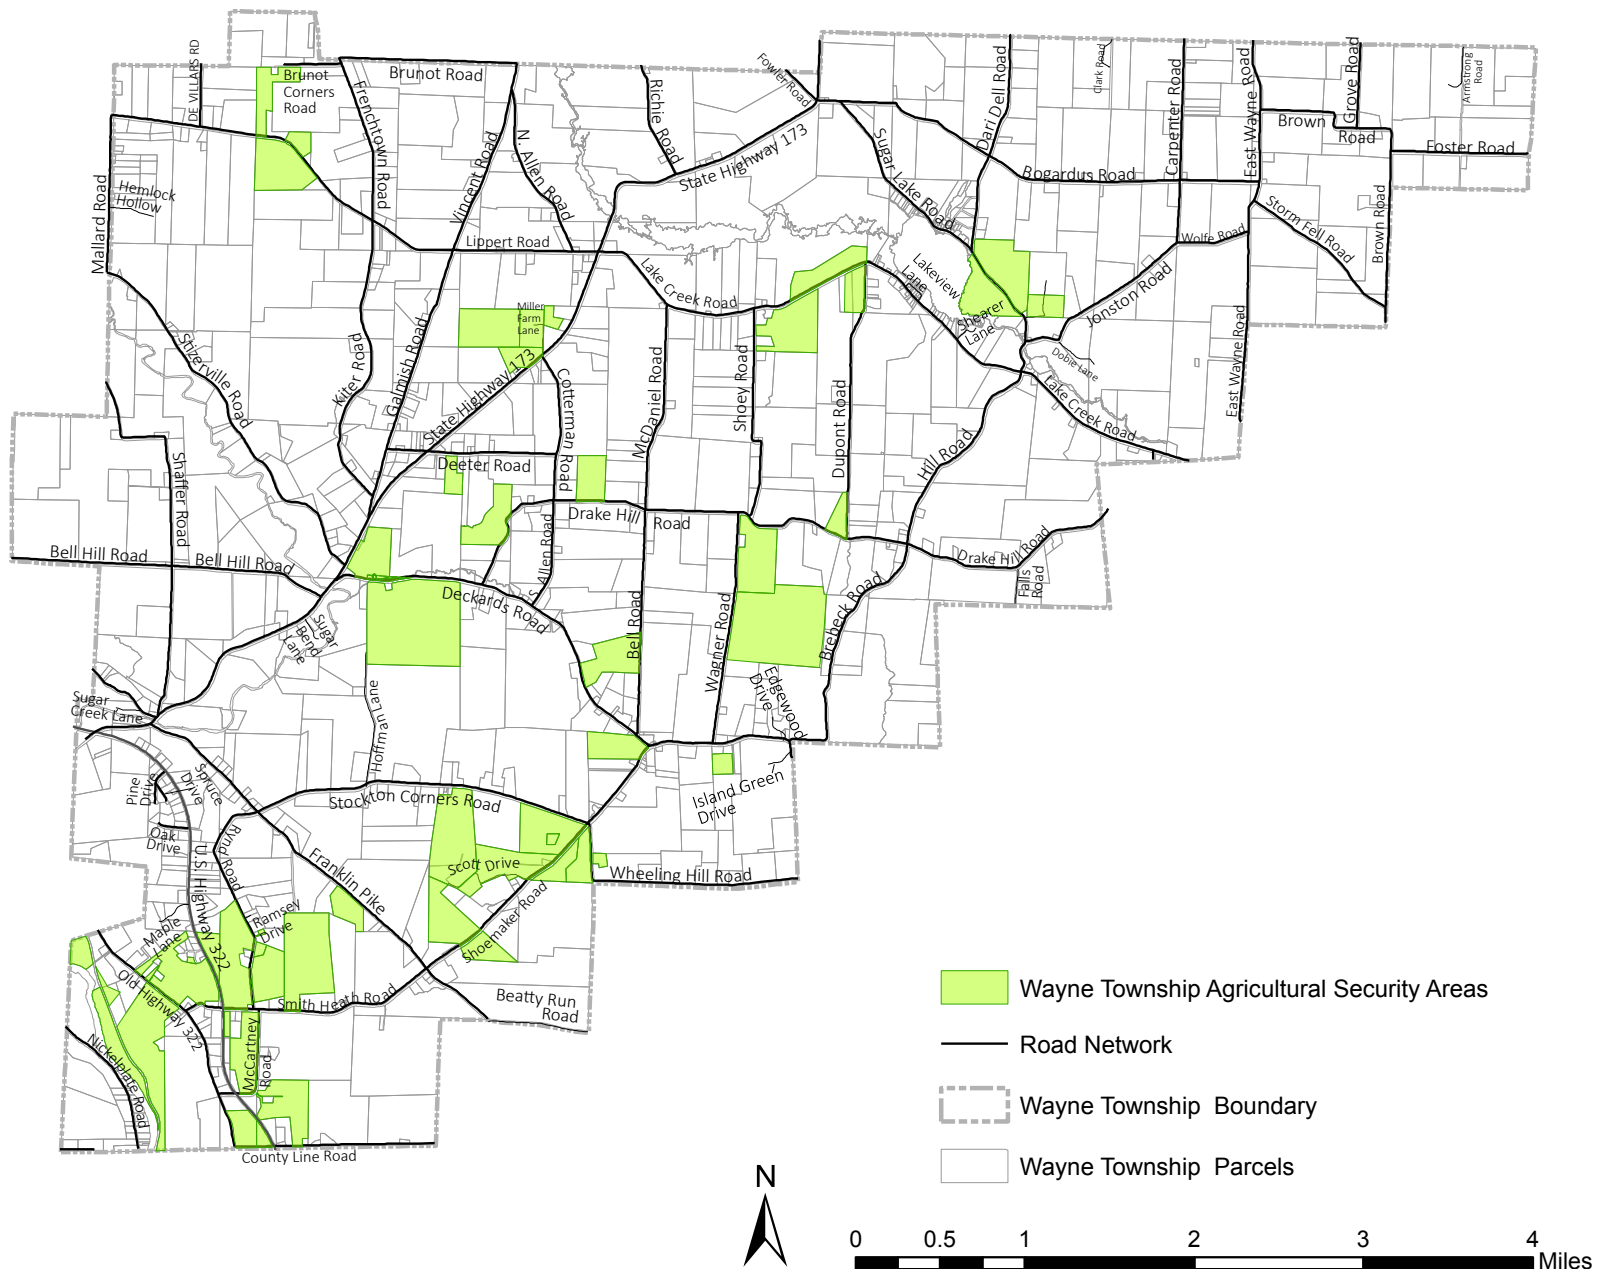 DE VILLARS RD
Brunot
Corners
Road
Brunot Road
Frenchtown Road
Vincent Road
N. Allen Road
Richie Road
Fowler Road
State Highway 173
Sugar
Lake Road
Dari Dell Road
Clark Road
Carpenter Road
East Wayne Road
Grove Road
Armstrong
Road
Brown
Road
Foster Road
Bogardus Road
Mallard Road
Hemlock
Hollow
Lippert Road
Lake Creek Road
Lakeview
Lane
Wolfe Road
Storm Fell Road
Brown Road
Jonston Road
Shearer
Lane
Dobie Lane
Lake Creek Road
East Wayne Road
Stizerville Road
Kiter Road
Galmish Road
Miller
Farm
Lane
State Highway 173
Cotterman Road
McDaniel Road
Shoey Road
Dupont Road
Hill Road
Shaffer Road
Deeter Road
Drake Hill
Road
Drake Hill Road
Falls
Road
Bell Hill Road
Bell Hill Road
S. Allen Road
Deckards Road
Bell Road
Wagner Road
Brebeck Road
Edgewood
Drive
Sugar
Bend
Lane
Sugar
Creek Lane
Hoffman Lane
Island Green
Drive
Pine
Drive
Spruce
Drive
Stockton Corners Road
Oak
Drive
Rynd Road
U.S. Highway 322
Franklin Pike
Scott Drive
Wheeling Hill Road
Shoemaker Road
Ramsey
Drive
Maple
Lane
Old Highway 322
Smith Heath Road
Beatty Run
Road
Nickelplate Road
McCartney
Road
County Line Road
Wayne Township Agricultural Security Areas
Road Network
Wayne Township Boundary
Wayne Township Parcels
N
0 0.5 1 2 3 4
Miles